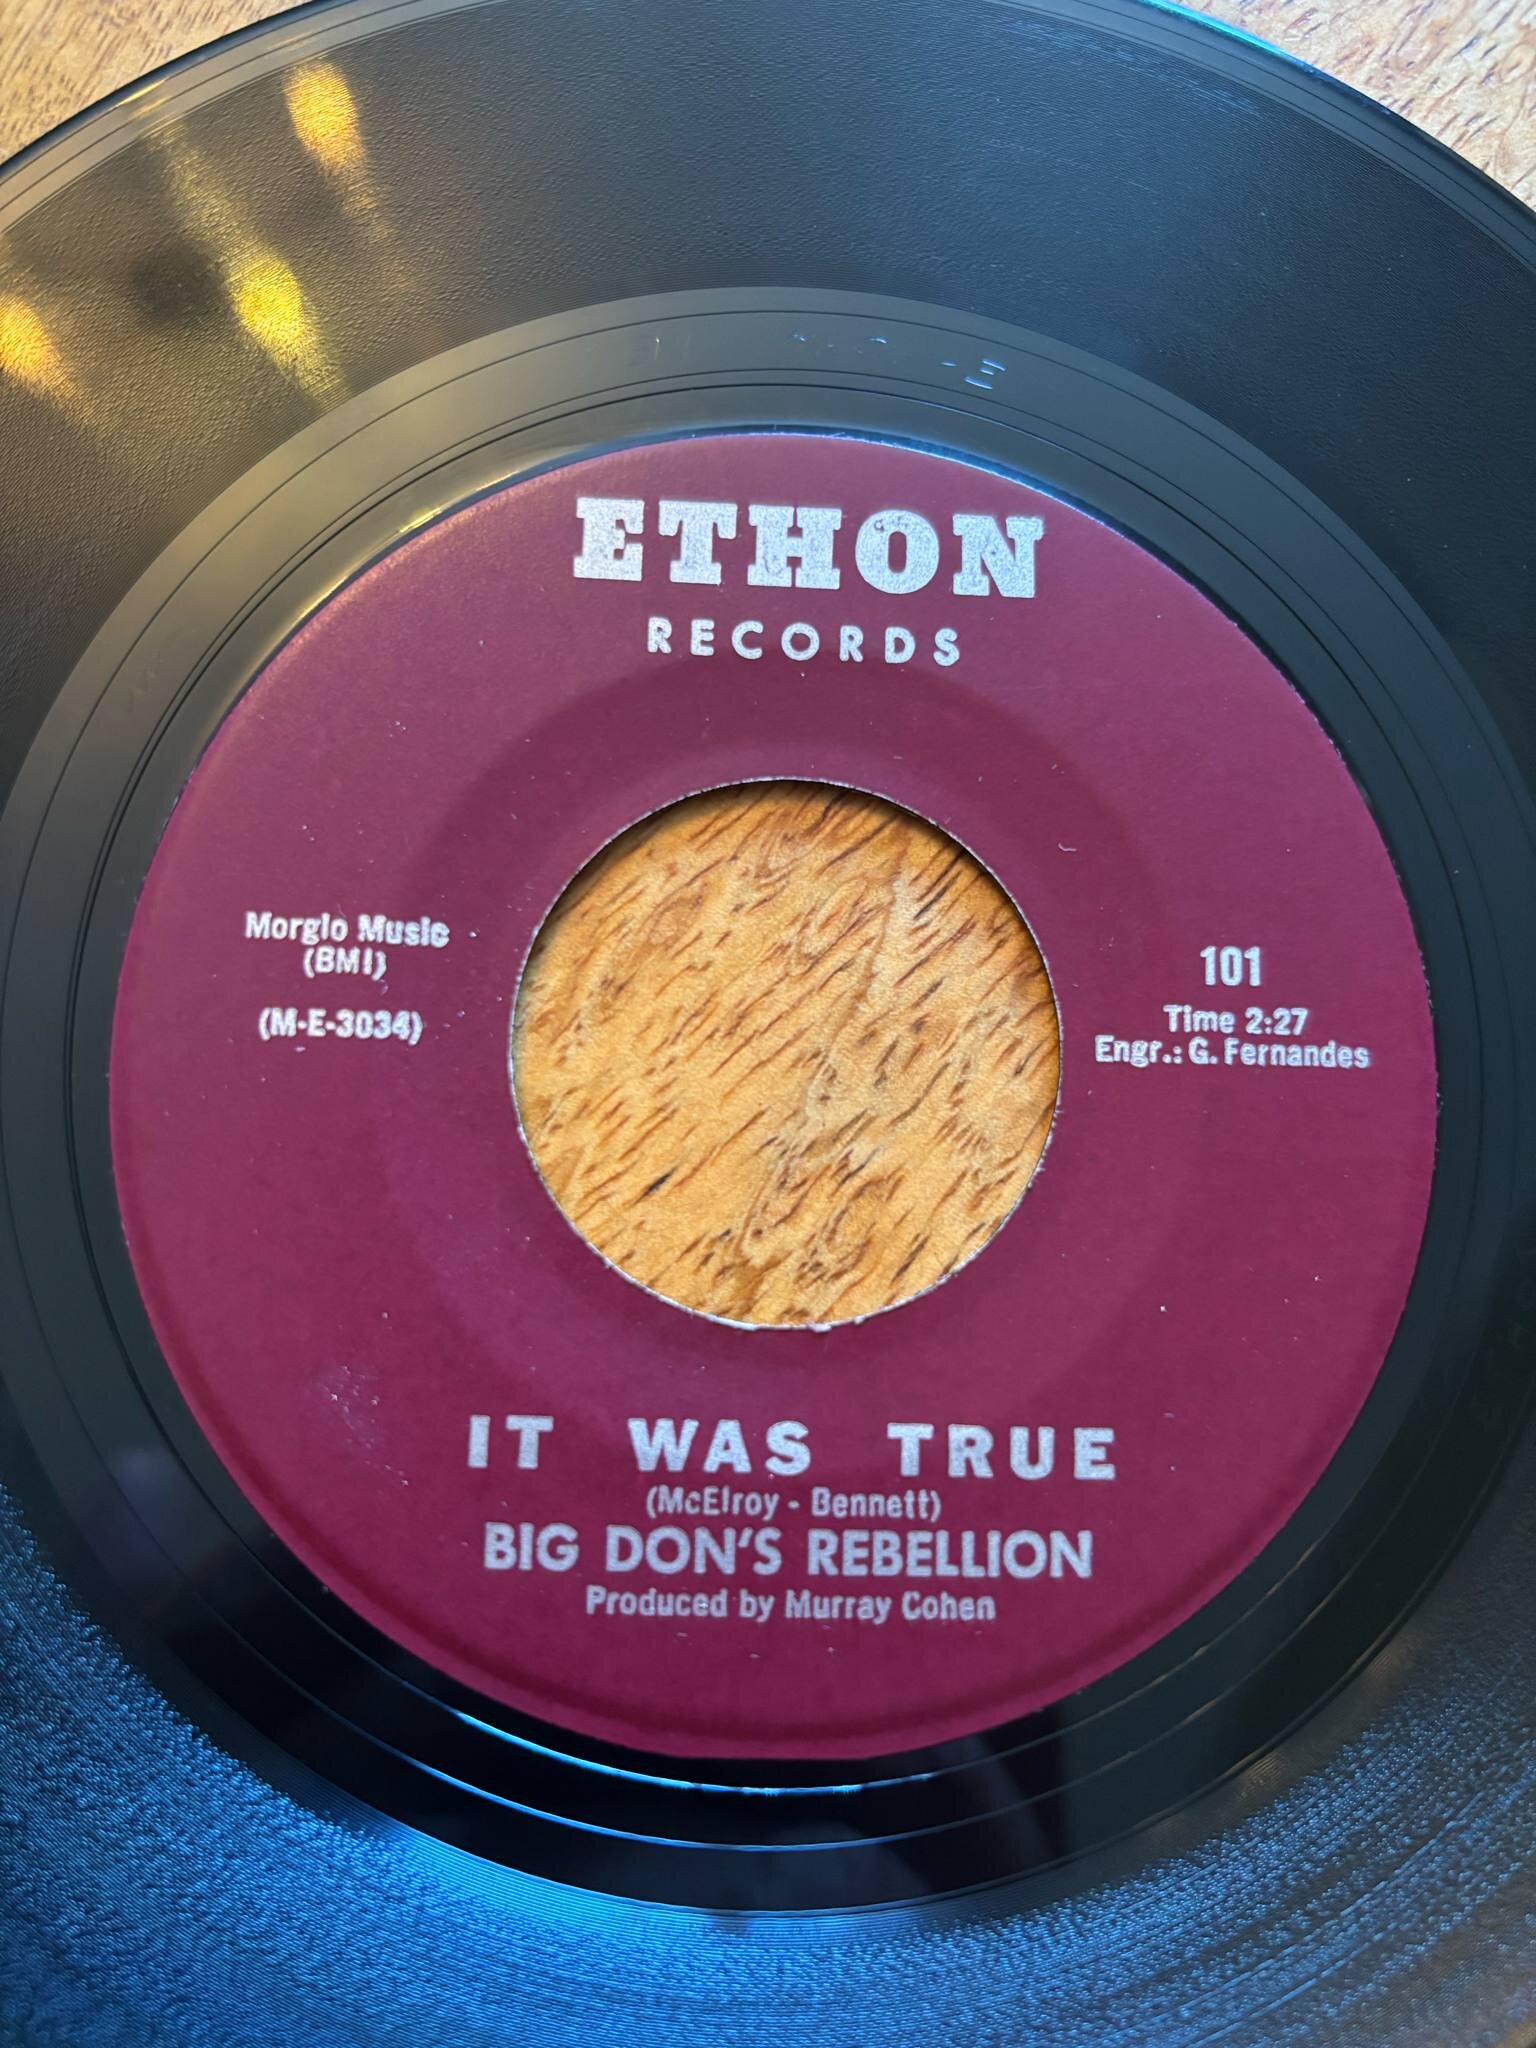 ETHON
RECORDS
Morglo Music
(BMI)
(M-E-3034)
101
Time 2:27
Engr.: G. Fernandes
IT WAS TRUE
(McElroy - Bennett)
BIG DON'S REBELLION
Produced by Murray Cohen